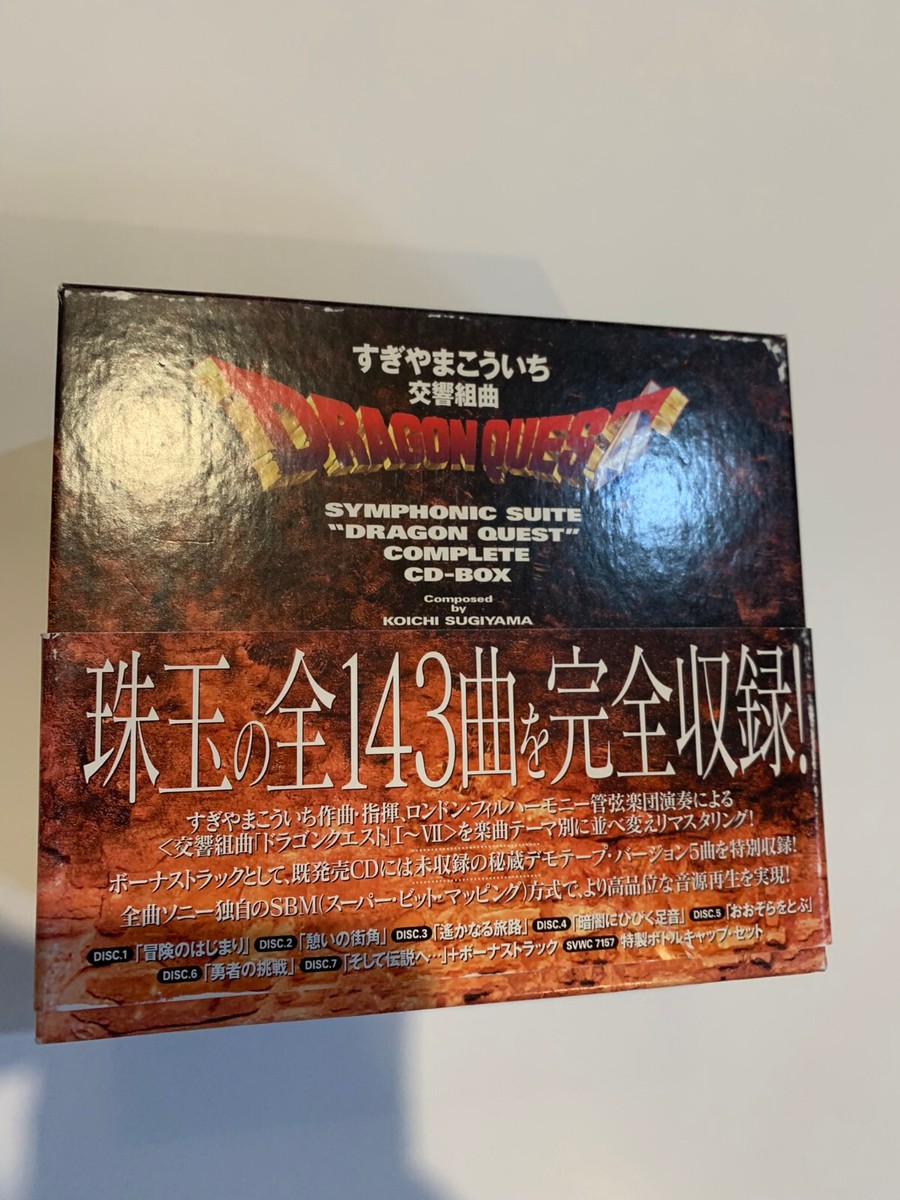 すぎやまこういち
交響組曲
DRAGON QUEST
SYMPHONIC SUITE
"DRAGON QUEST"
COMPLETE
CD-BOX
Composed
by
KOICHI SUGIYAMA
珠玉の全143曲を完全収録!
すぎやまこういち作曲・指揮、ロンドン・フィルハーモニー管弦楽団演奏による
<交響組曲「ドラゴンクエスト」I〜VII>を楽曲テーマ別に並べ変えリマスタリング!
ボーナストラックとして、既発売CDには未収録の秘蔵デモテープ・バージョン5曲を特別収録!
全曲ソニー独自のSBM(スーパー・ビット・マッピング)方式で、より高品位な音源再生を実現!
DISC.1「冒険のはじまり」DISC.2「憩いの街角」DISC.3「遙かなる旅路」DISC.4「暗闇にひびく足音」DISC.5「おおぞらをとぶ」
DISC.6「勇者の挑戦」DISC.7「そして伝説へ…」+ボーナストラック SVWC 7157 特製ボトルキャップ・セット